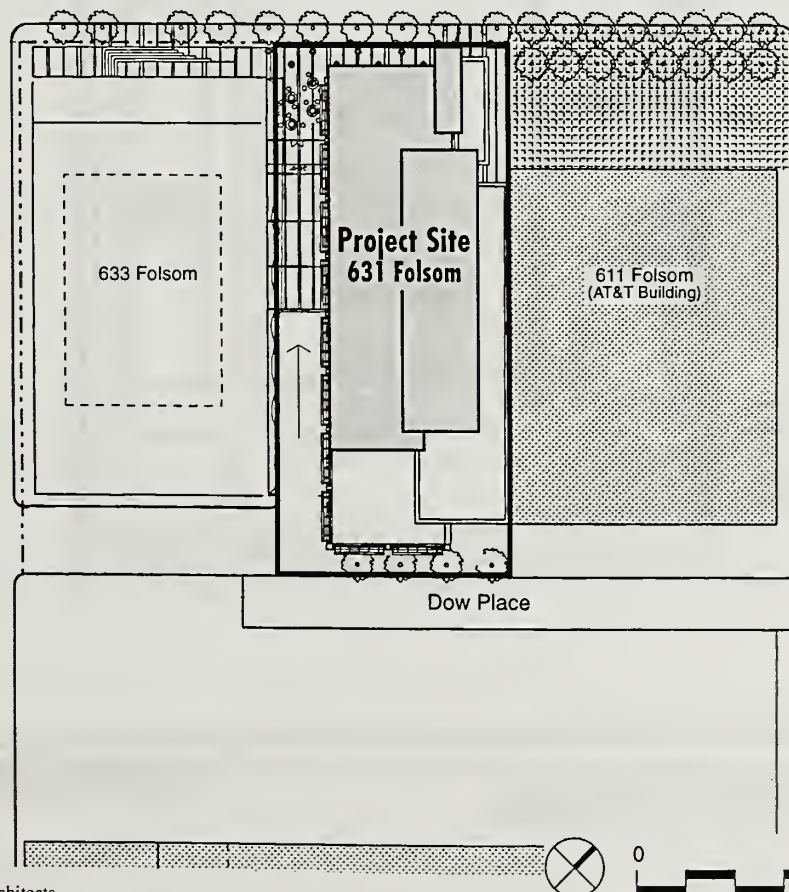 Project Site
631 Folsom
633 Folsom
611 Folsom
(AT&T Building)
Dow Place
0